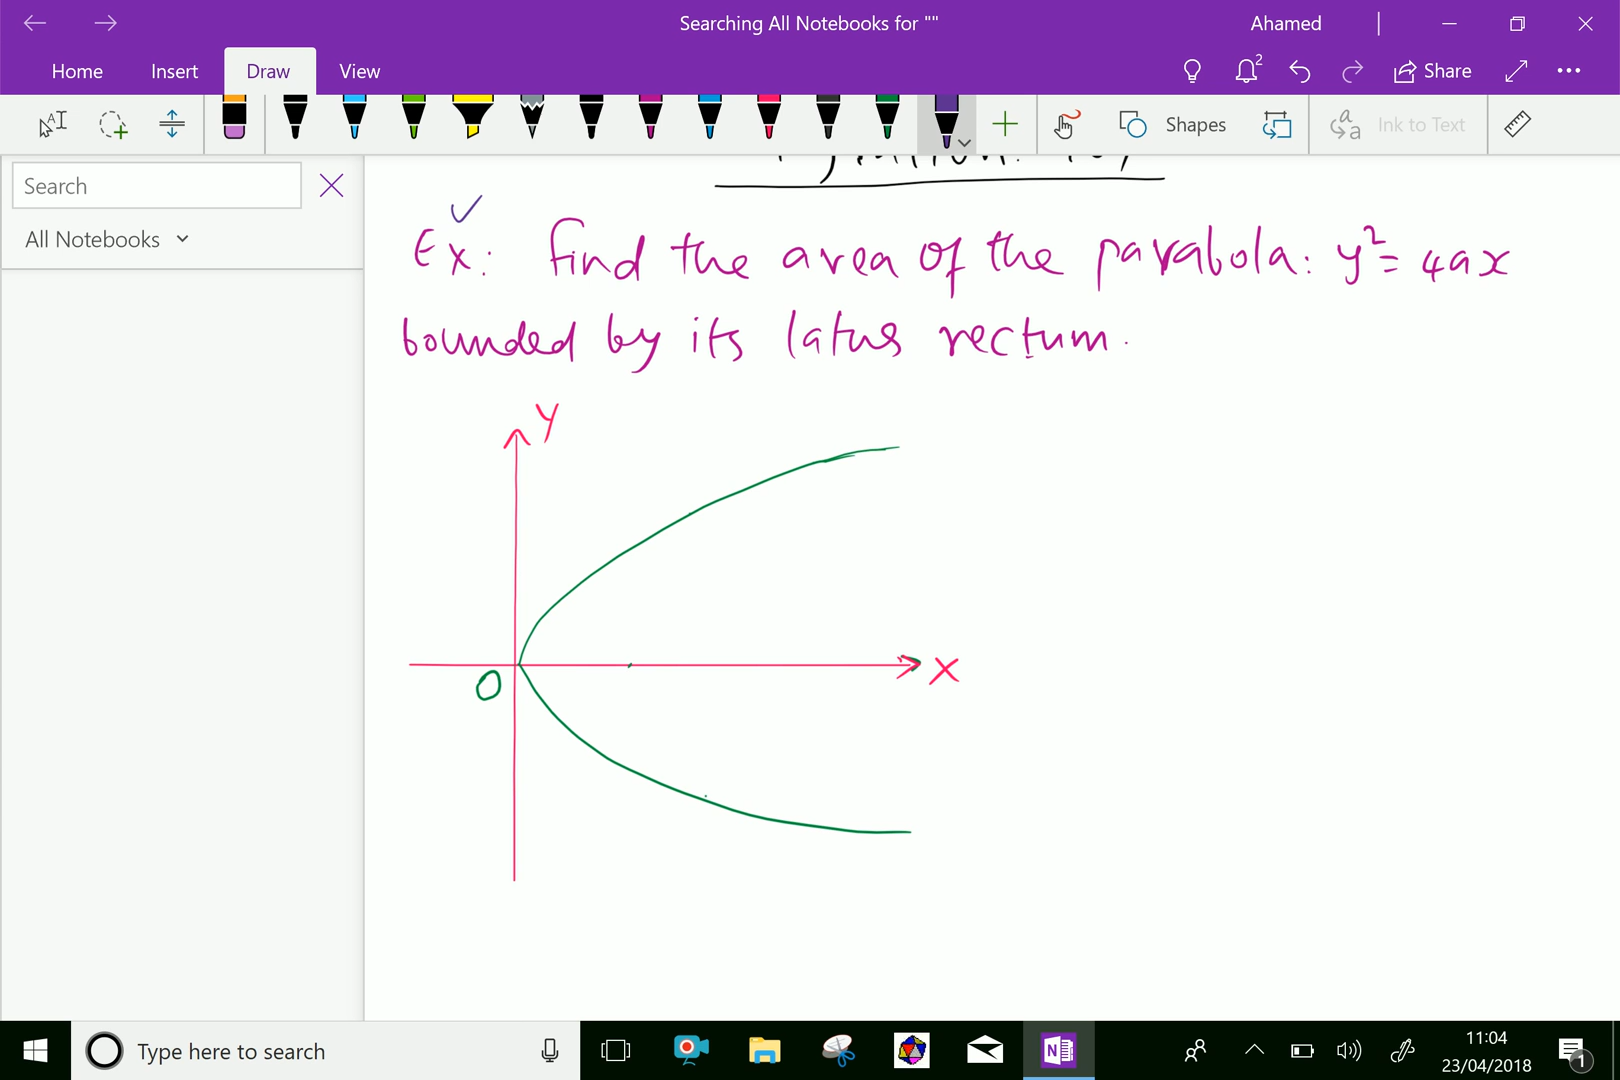 Searching All Notebooks for ""
Ahamed
Home Insert Draw View
2
Share
Shapes
Ink to Text
Search
All Notebooks
Ex: find the area of the parabola: y²= 4ax
bounded by its latus rectum.
Y
O
X
Type here to search
11:04
23/04/2018
1